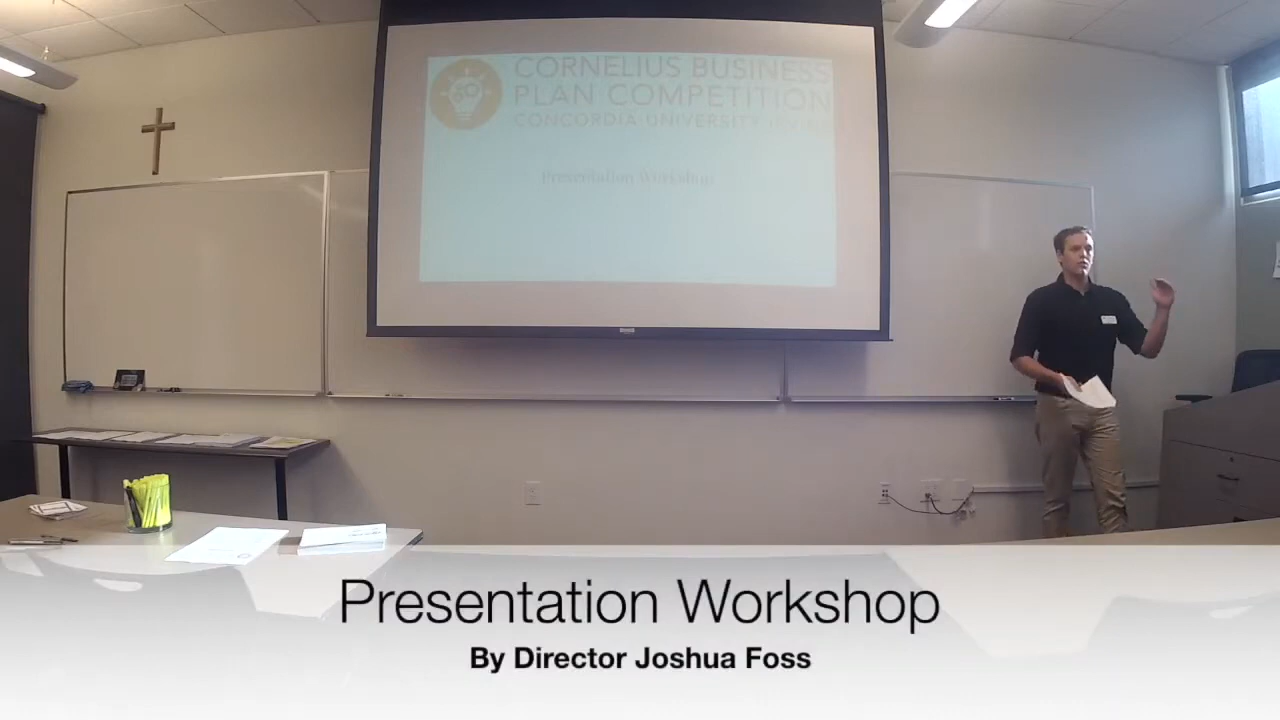 CORNELIUS BUSINESS
PLAN COMPETITION
CONCORDIA UNIVERSITY
Presentation Workshop
Presentation Workshop
By Director Joshua Foss